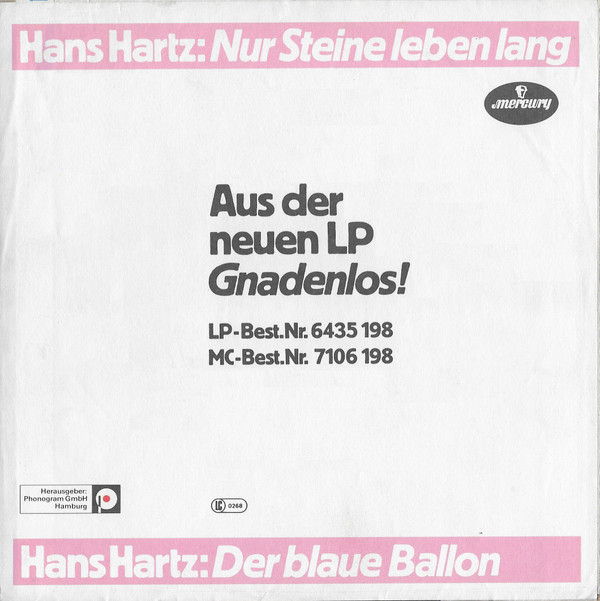 Hans Hartz: Nur Steine leben lang
mercury
Aus der
neuen LP
Gnadenlos!
LP-Best.Nr. 6435 198
MC-Best.Nr. 7106 198
Herausgeber:
Phonogram GmbH
Hamburg
LC 0268
Hans Hartz: Der blaue Ballon